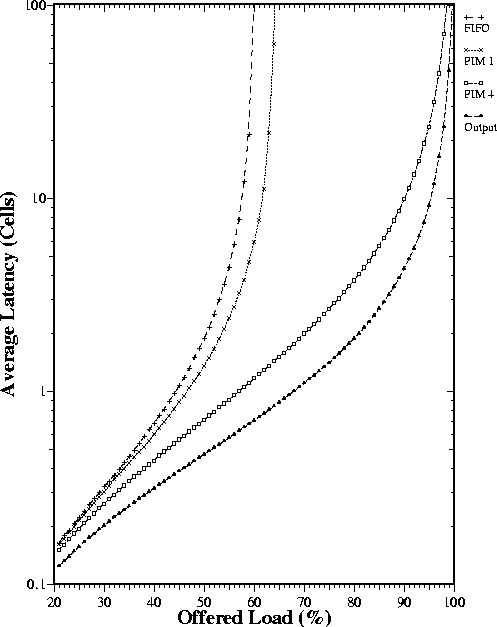 100
10
1
0.1
20 30 40 50 60 70 80 90 100
Average Latency (Cells)
Offered Load (%)
FIFO
PIM 1
PIM 4
Output